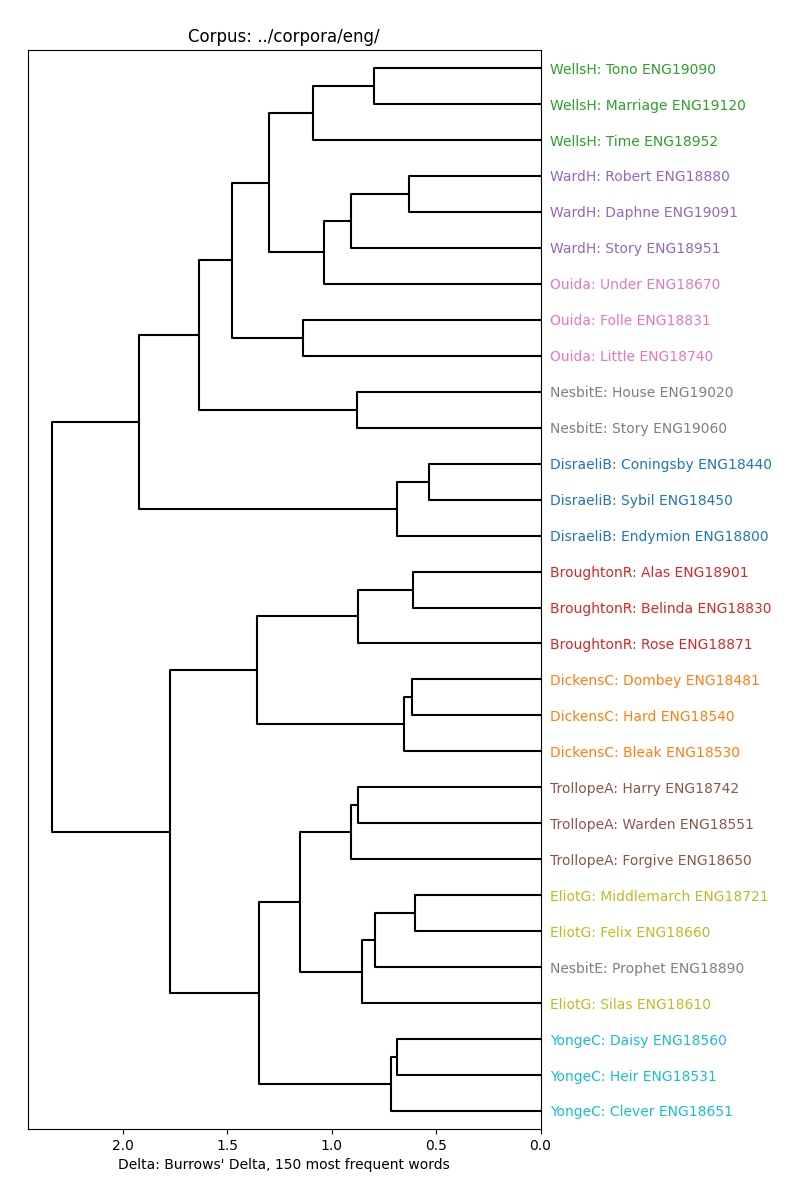 Corpus: ../corpora/eng/
WellsH: Tono ENG19090
WellsH: Marriage ENG19120
WellsH: Time ENG18952
WardH: Robert ENG18880
WardH: Daphne ENG19091
WardH: Story ENG18951
Ouida: Under ENG18670
Ouida: Folle ENG18831
Ouida: Little ENG18740
NesbitE: House ENG19020
NesbitE: Story ENG19060
DisraeliB: Coningsby ENG18440
DisraeliB: Sybil ENG18450
DisraeliB: Endymion ENG18800
BroughtonR: Alas ENG18901
BroughtonR: Belinda ENG18830
BroughtonR: Rose ENG18871
DickensC: Dombey ENG18481
DickensC: Hard ENG18540
DickensC: Bleak ENG18530
TrollopeA: Harry ENG18742
TrollopeA: Warden ENG18551
TrollopeA: Forgive ENG18650
EliotG: Middlemarch ENG18721
EliotG: Felix ENG18660
NesbitE: Prophet ENG18890
EliotG: Silas ENG18610
YongeC: Daisy ENG18560
YongeC: Heir ENG18531
YongeC: Clever ENG18651
2.0 1.5 1.0 0.5 0.0
Delta: Burrows' Delta, 150 most frequent words